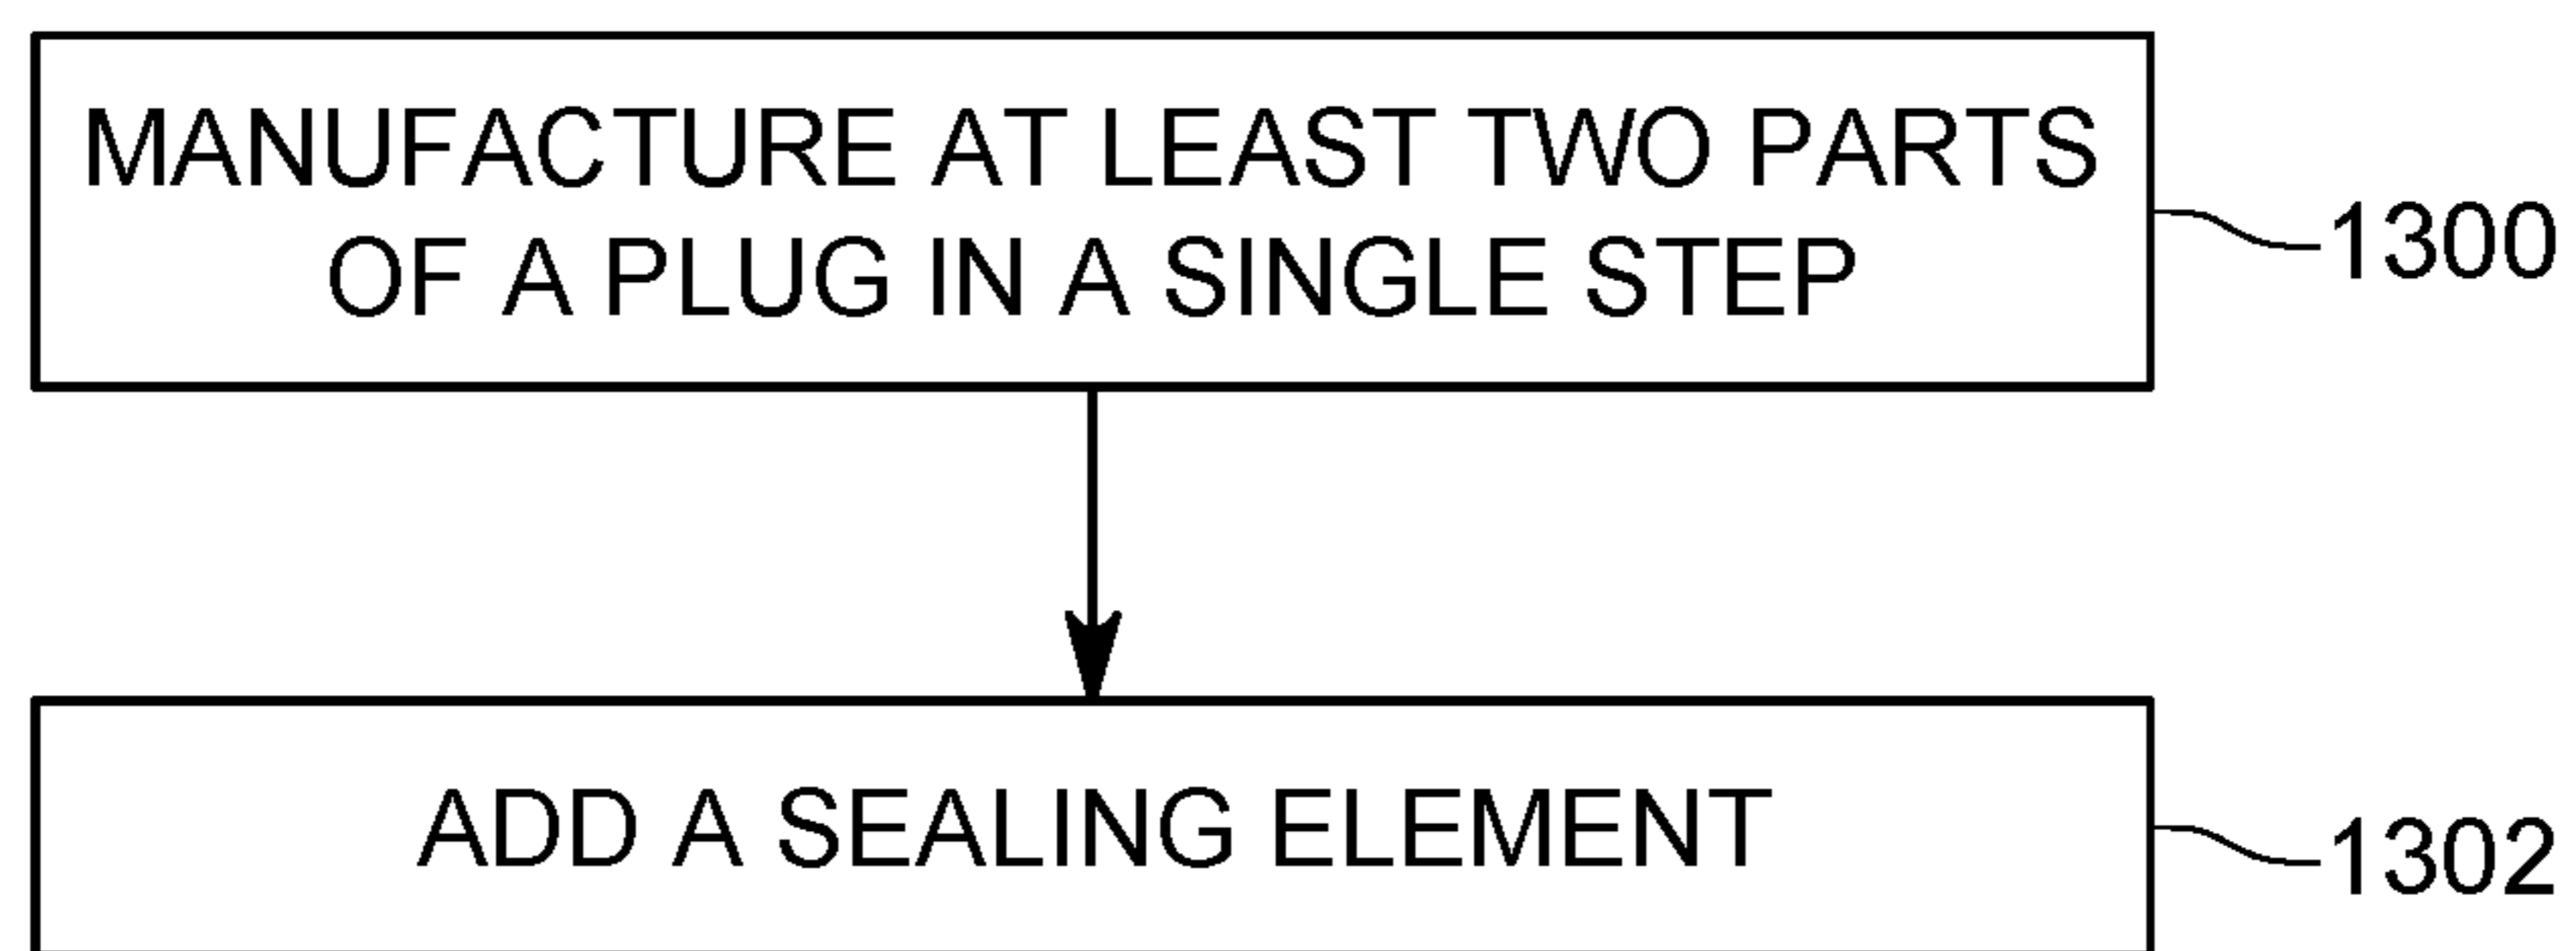 MANUFACTURE AT LEAST TWO PARTS
OF A PLUG IN A SINGLE STEP
1300
ADD A SEALING ELEMENT
1302